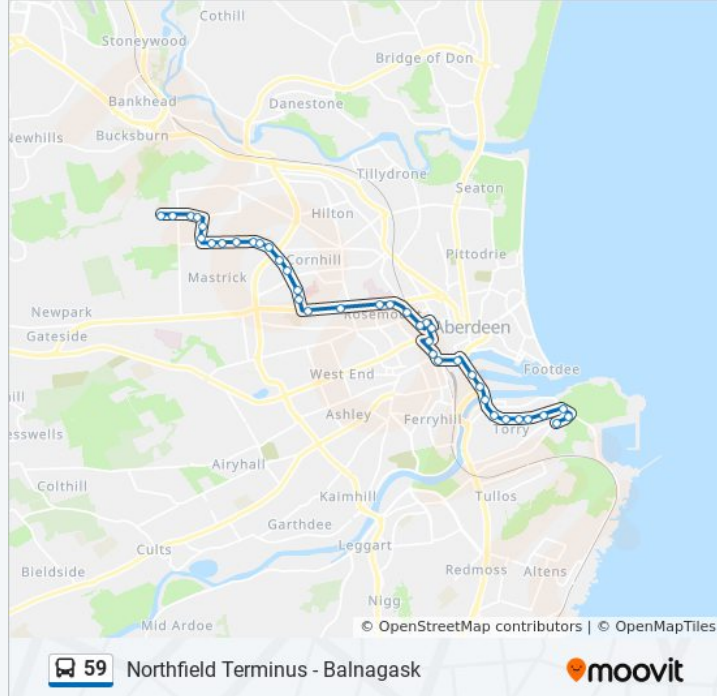 Cothill
Stoneywood
Bridge of Don
Bankhead
Danestone
Newhills
Bucksburn
Tillydrone
Seaton
Hilton
Pittodrie
Cornhill
Mastrick
Newpark
Rosemou
Aberdeen
Gateside
Footdee
West End
Ashley
Ferryhill
Torry
esswells
Airyhall
Colthill
Kaimhill
Tullos
Garthdee
Cults
Leggart
Bieldside
Redmoss
Altens
Nigg
Mid Ardoe
© OpenStreetMap contributors | © OpenMapTiles
59 Northfield Terminus - Balnagask
moovit